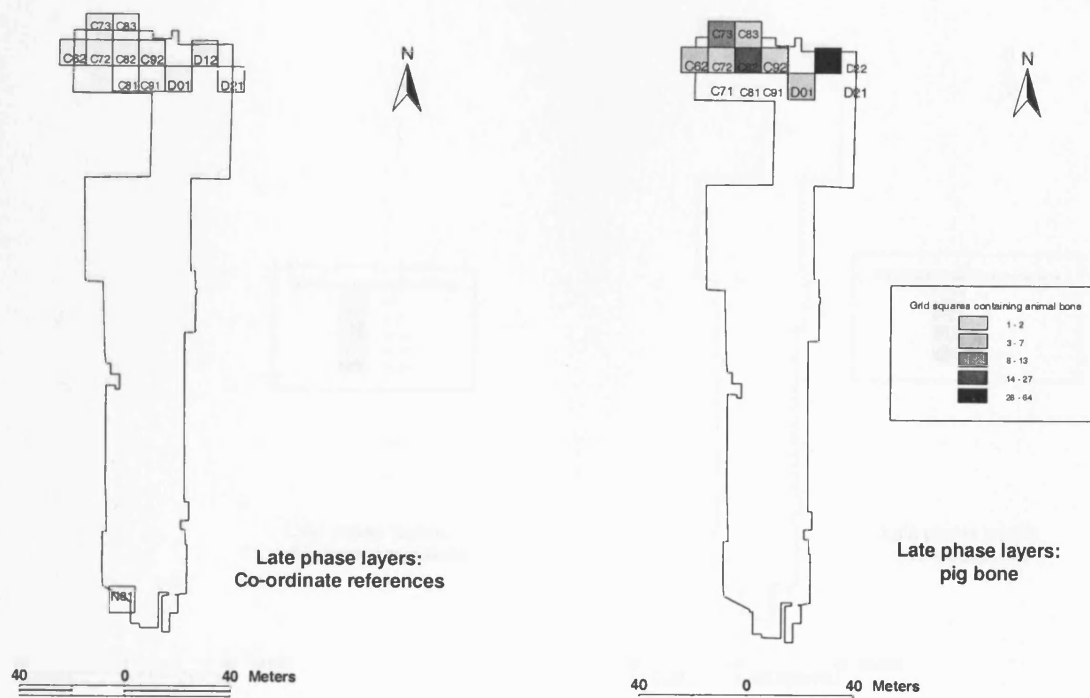 C73 C83
C62 C72 C82 C92 D12
C81 C91 D01 D21
N
N81
Late phase layers:
Co-ordinate references
40 0 40 Meters
C73 C83
C62 C72 C82 C92 D22
C71 C81 C91 D01 D21
N
Grid squares containing animal bone
1 - 2
3 - 7
8 - 13
14 - 27
28 - 64
Late phase layers:
pig bone
40 0 40 Meters